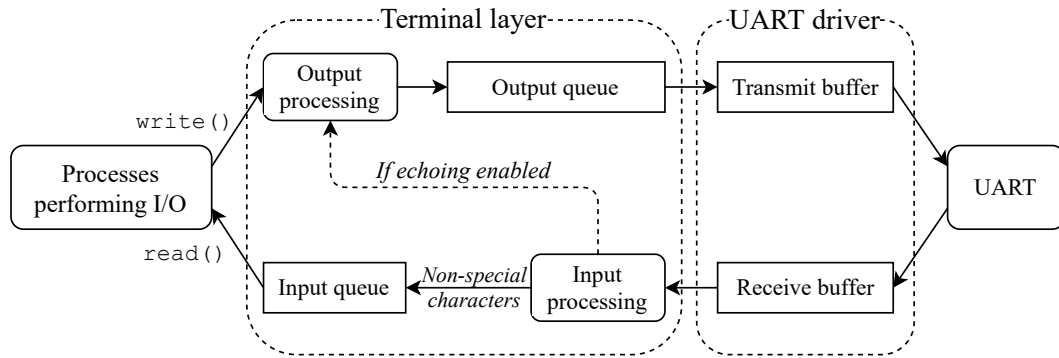 Terminal layer
UART driver
Output
processing
Output queue
Transmit buffer
write()
If echoing enabled
Processes
performing I/O
UART
read()
Input queue
Non-special
characters
Input
processing
Receive buffer